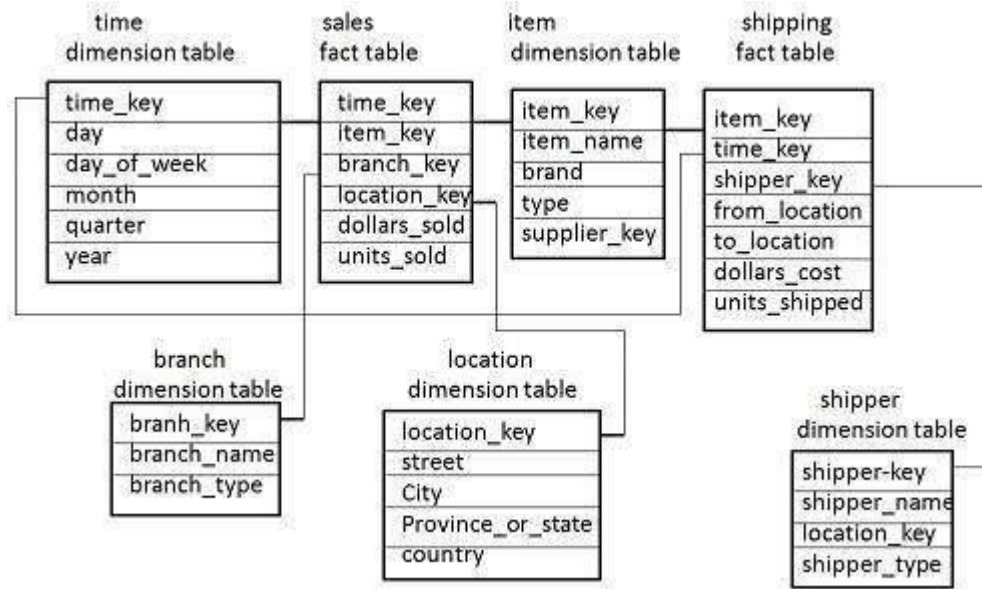 time
dimension table
time_key
day
day_of_week
month
quarter
year
sales
fact table
time_key
item_key
branch_key
location_key
dollars_sold
units_sold
item
dimension table
item_key
item_name
brand
type
supplier_key
shipping
fact table
item_key
time_key
shipper_key
from_location
to_location
dollars_cost
units_shipped
branch
dimension table
branh_key
branch_name
branch_type
location
dimension table
location_key
street
City
Province_or_state
country
shipper
dimension table
shipper-key
shipper_name
location_key
shipper_type